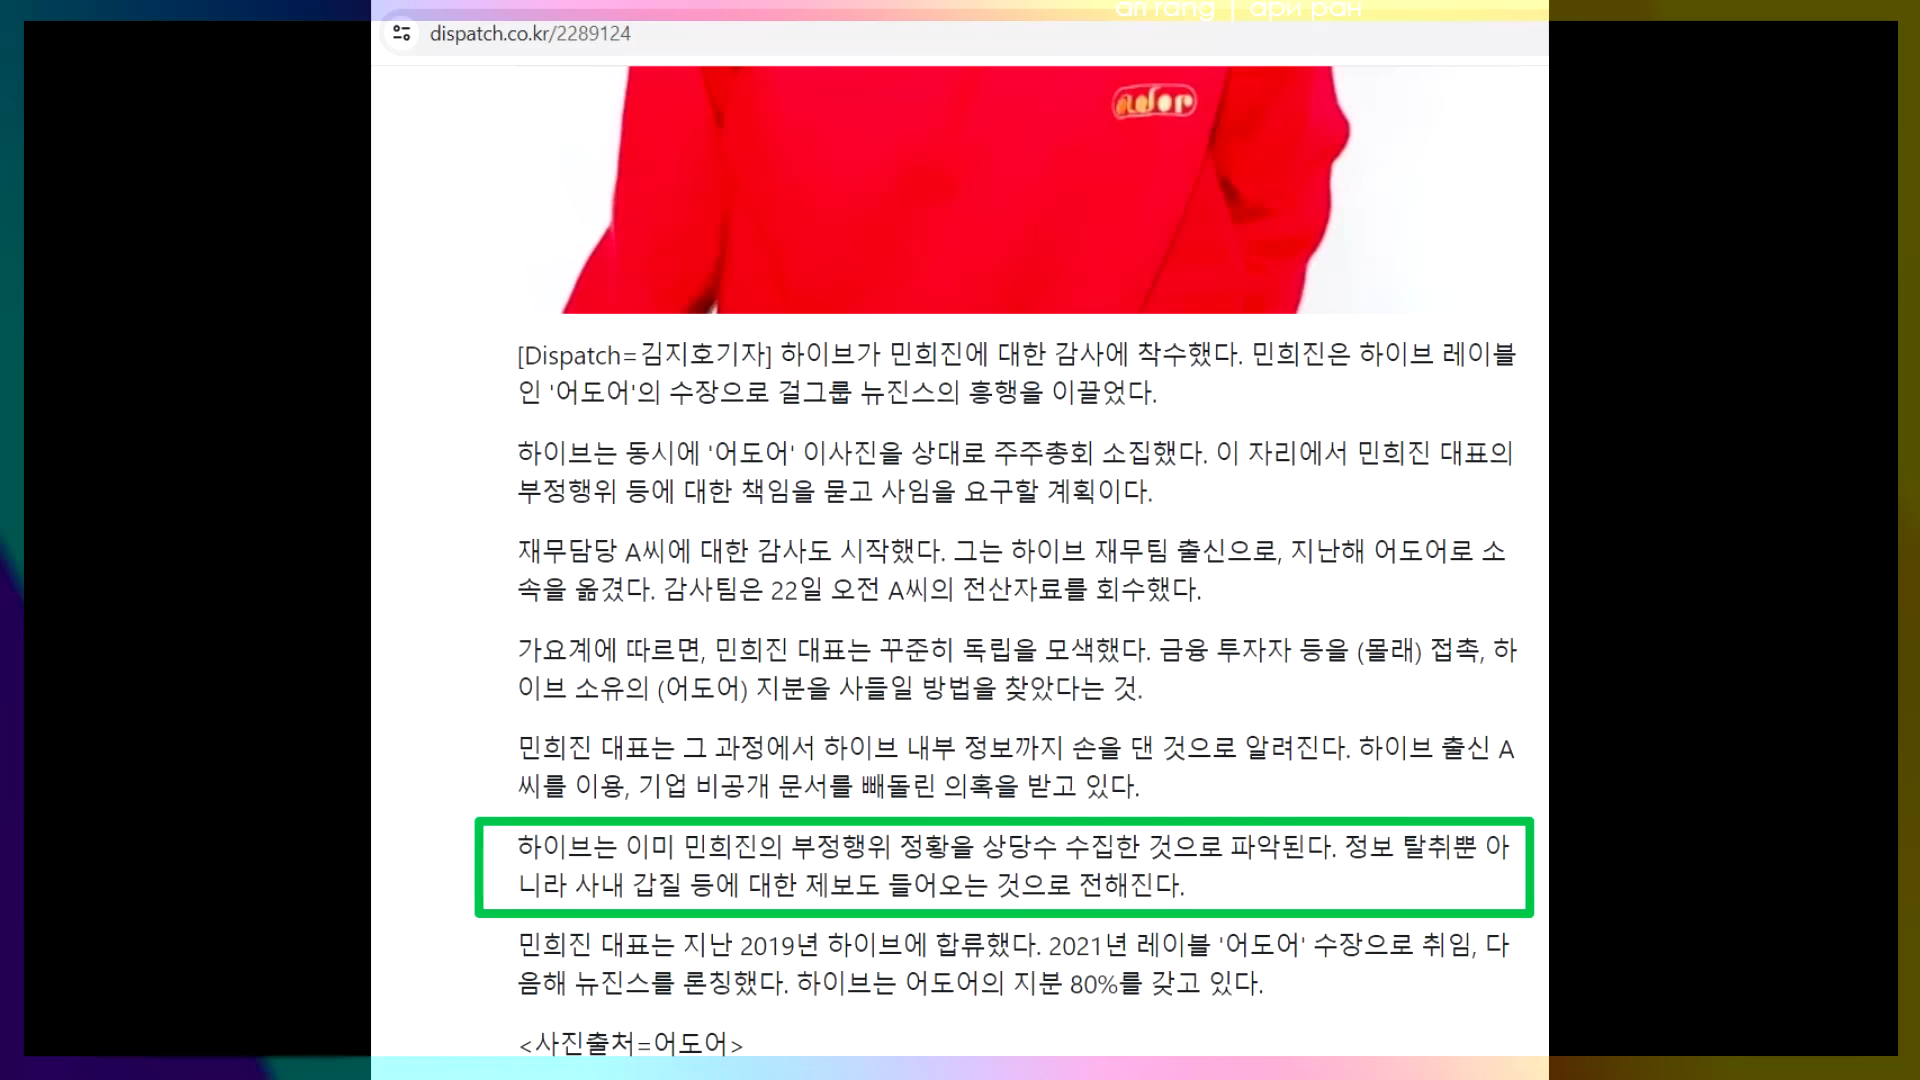 ari rang | ари ран
dispatch.co.kr/2289124
ador
[Dispatch=김지호기자] 하이브가 민희진에 대한 감사에 착수했다. 민희진은 하이브 레이블
인 '어도어'의 수장으로 걸그룹 뉴진스의 흥행을 이끌었다.
하이브는 동시에 '어도어' 이사진을 상대로 주주총회 소집했다. 이 자리에서 민희진 대표의
부정행위 등에 대한 책임을 묻고 사임을 요구할 계획이다.
재무담당 A씨에 대한 감사도 시작했다. 그는 하이브 재무팀 출신으로, 지난해 어도어로 소
속을 옮겼다. 감사팀은 22일 오전 A씨의 전산자료를 회수했다.
가요계에 따르면, 민희진 대표는 꾸준히 독립을 모색했다. 금융 투자자 등을 (몰래) 접촉, 하
이브 소유의 (어도어) 지분을 사들일 방법을 찾았다는 것.
민희진 대표는 그 과정에서 하이브 내부 정보까지 손을 댄 것으로 알려진다. 하이브 출신 A
씨를 이용, 기업 비공개 문서를 빼돌린 의혹을 받고 있다.
하이브는 이미 민희진의 부정행위 정황을 상당수 수집한 것으로 파악된다. 정보 탈취뿐 아
니라 사내 갑질 등에 대한 제보도 들어오는 것으로 전해진다.
민희진 대표는 지난 2019년 하이브에 합류했다. 2021년 레이블 '어도어' 수장으로 취임, 다
음해 뉴진스를 론칭했다. 하이브는 어도어의 지분 80%를 갖고 있다.
<사진출처=어도어>